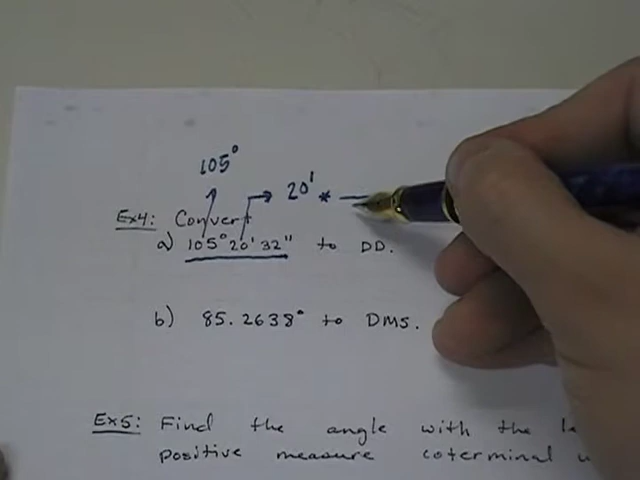 105°
20' *
Ex4: Convert
a) 105°20'32" to DD.
b) 85.2638° to DMS.
Ex5: Find the angle with the
positive measure coterminal